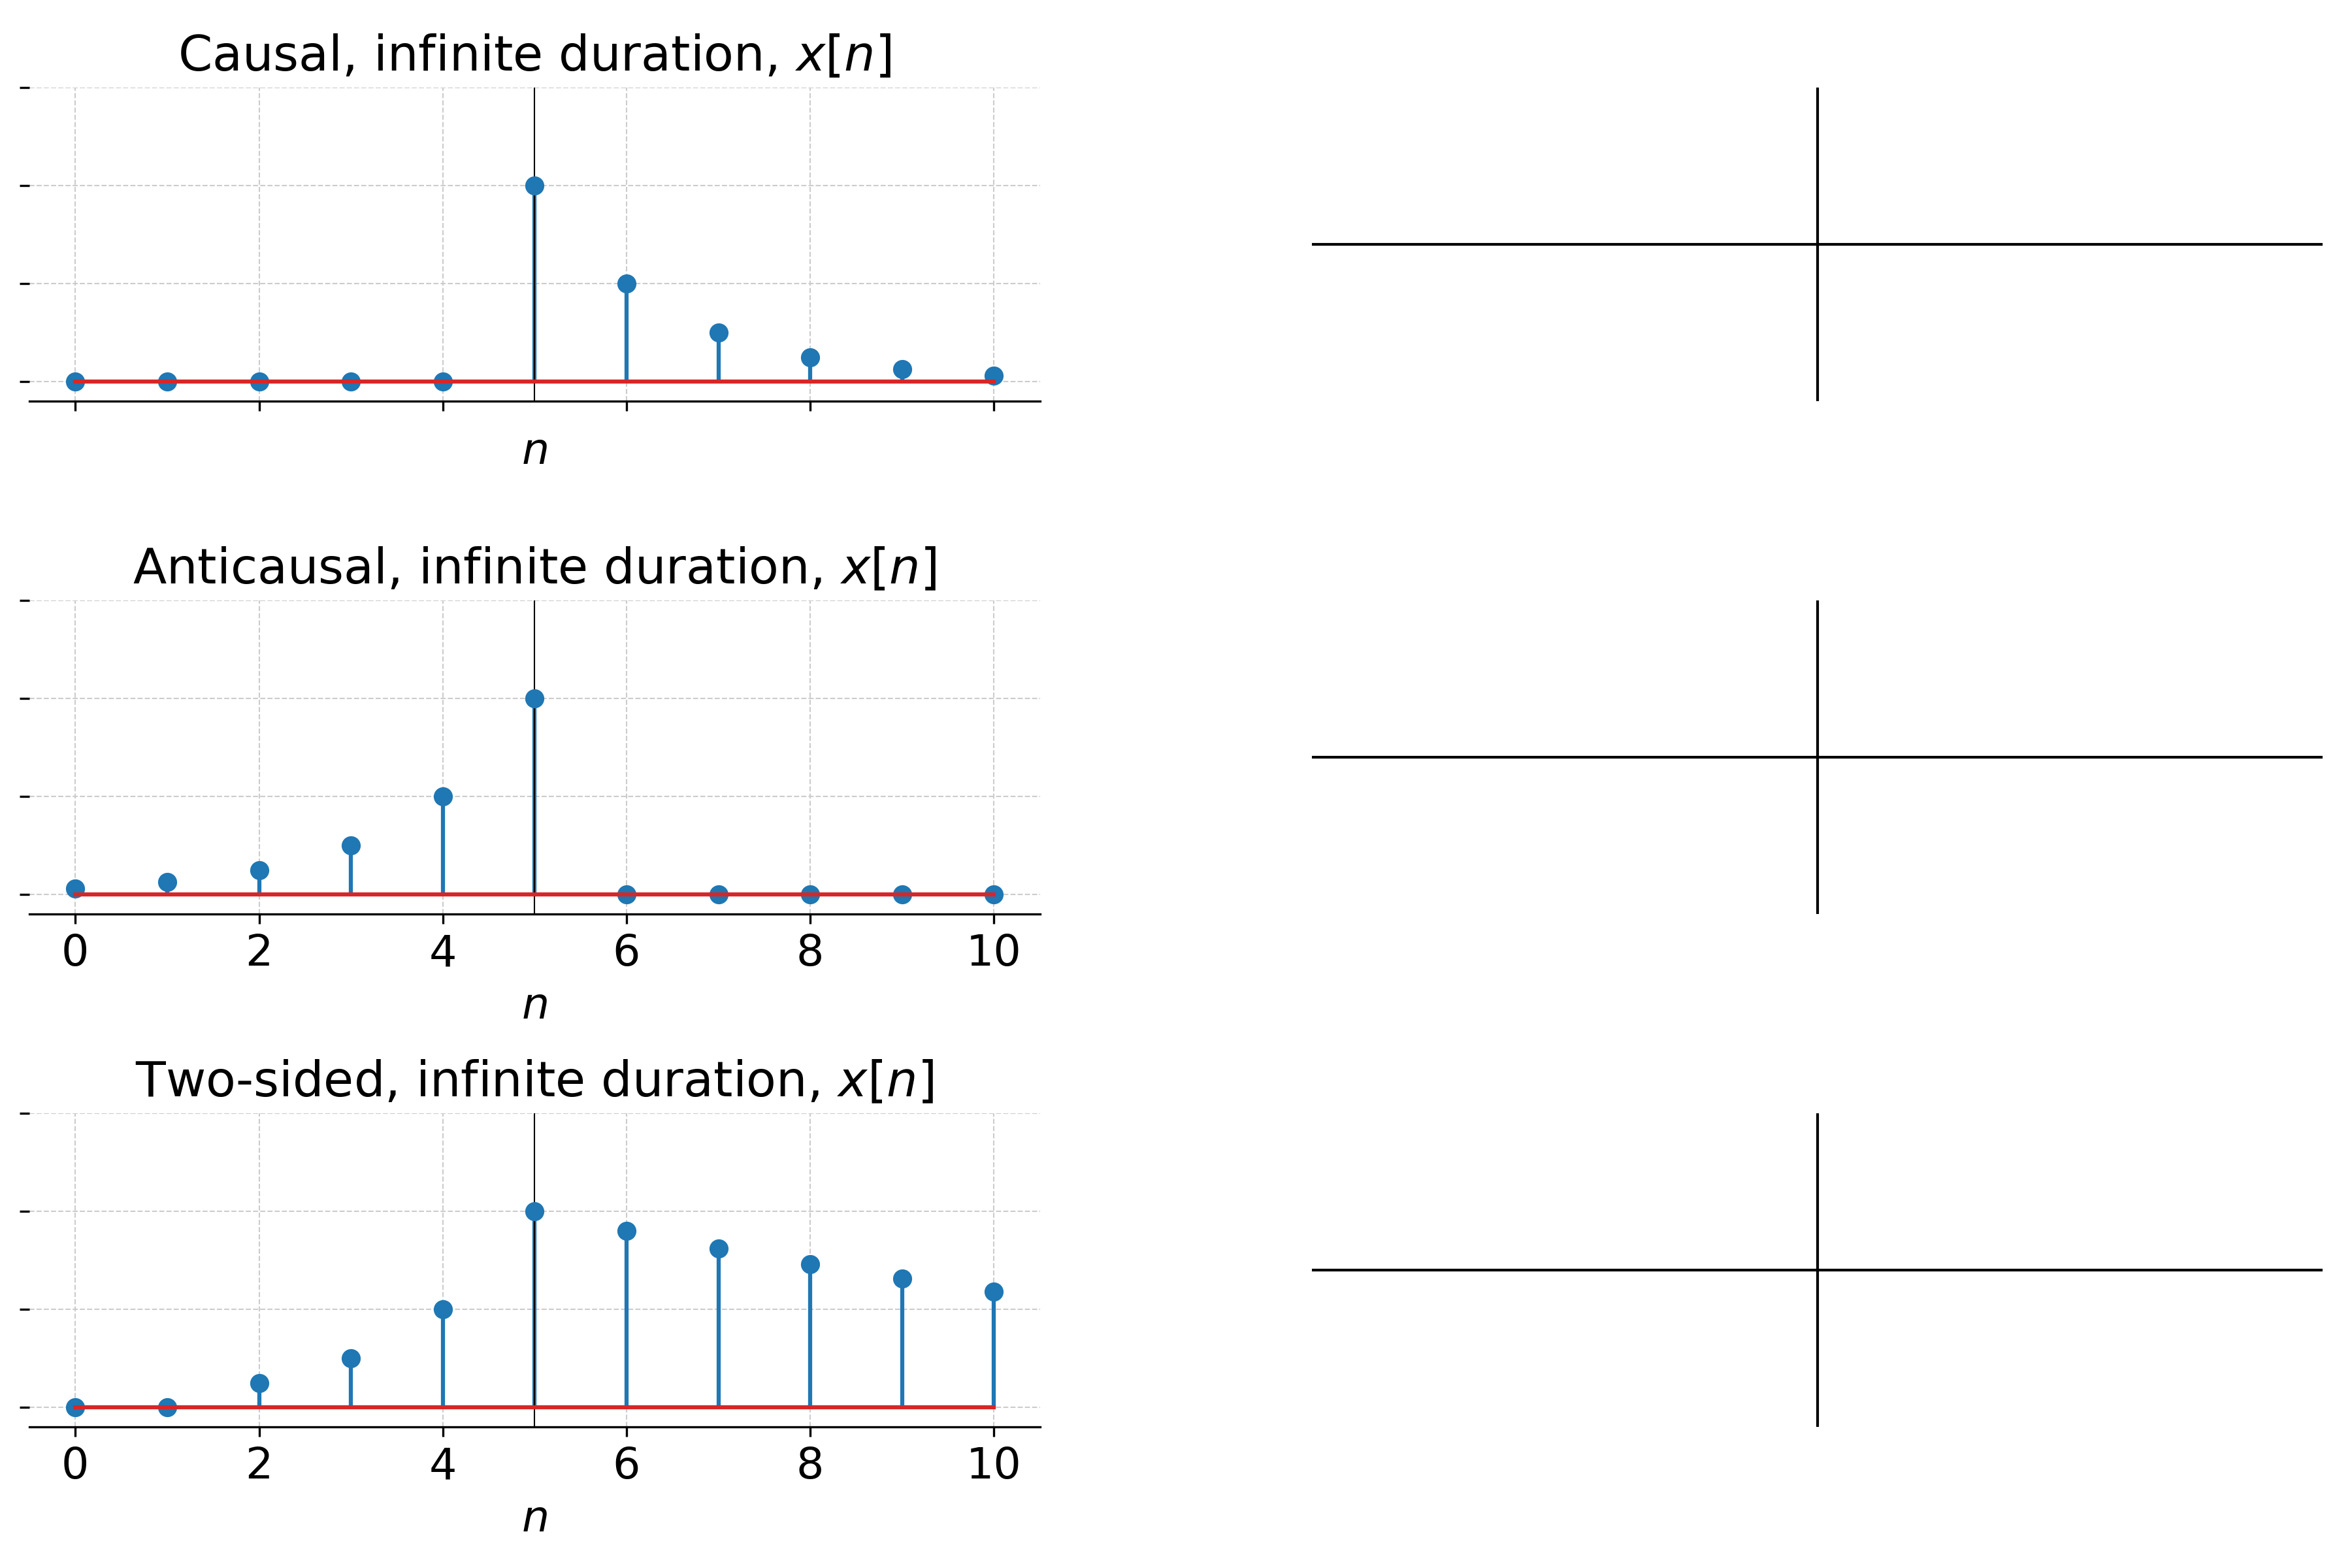 Causal, infinite duration, x[n]
n
Anticausal, infinite duration, x[n]
0 2 4 6 8 10
n
Two-sided, infinite duration, x[n]
0 2 4 6 8 10
n